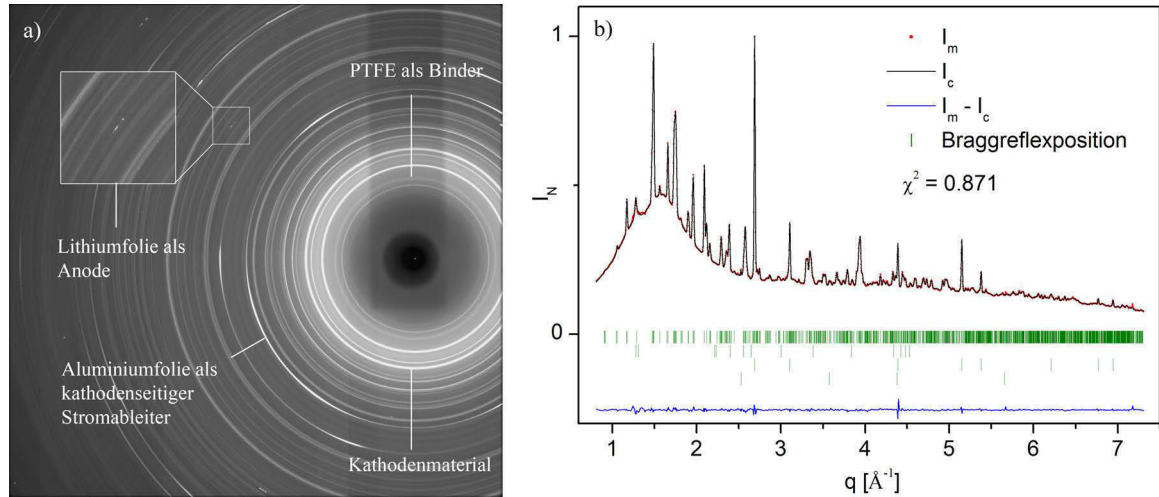 a)
PTFE als Binder
Lithiumfolie als
Anode
Aluminiumfolie als
kathodenseitiger
Stromableiter
Kathodenmaterial
b)
I_m
I_c
I_m - I_c
Braggreflexposition
χ² = 0.871
I_N
1
0
1 2 3 4 5 6 7
q [Å⁻¹]